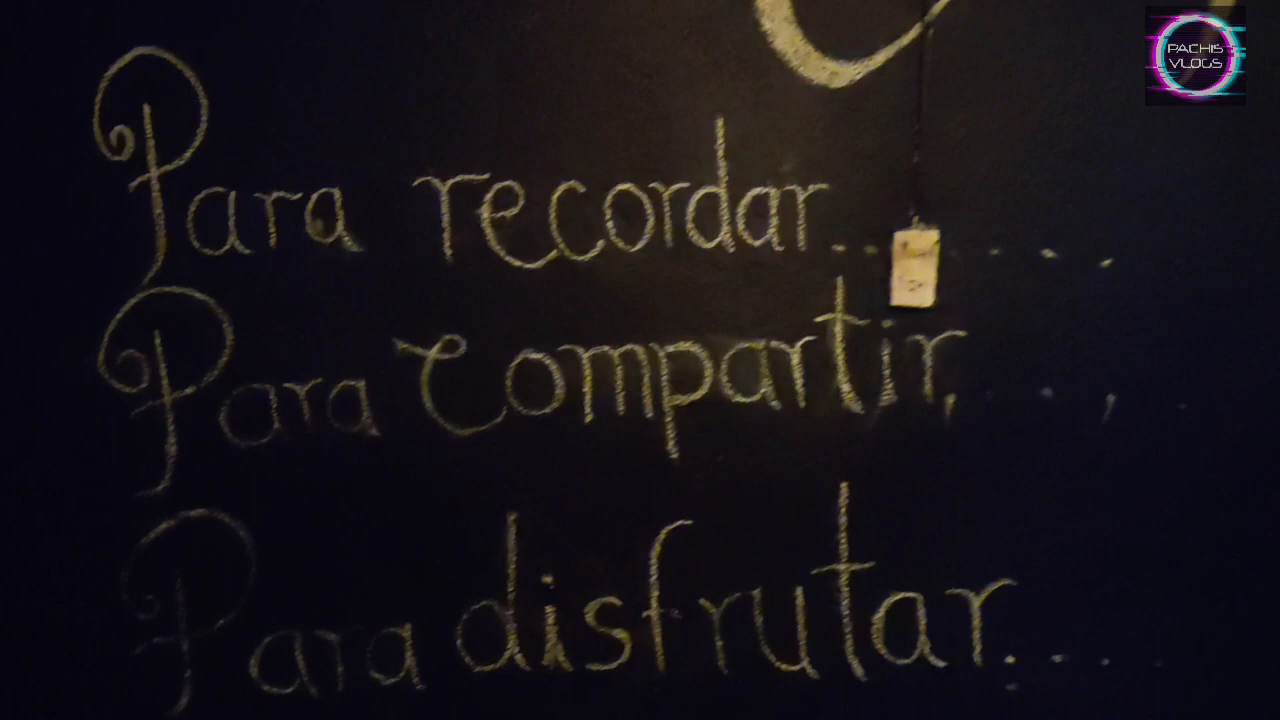 PACHIS
VLOGS
Para recordar.......
Para compartir.....
Para disfrutar.....